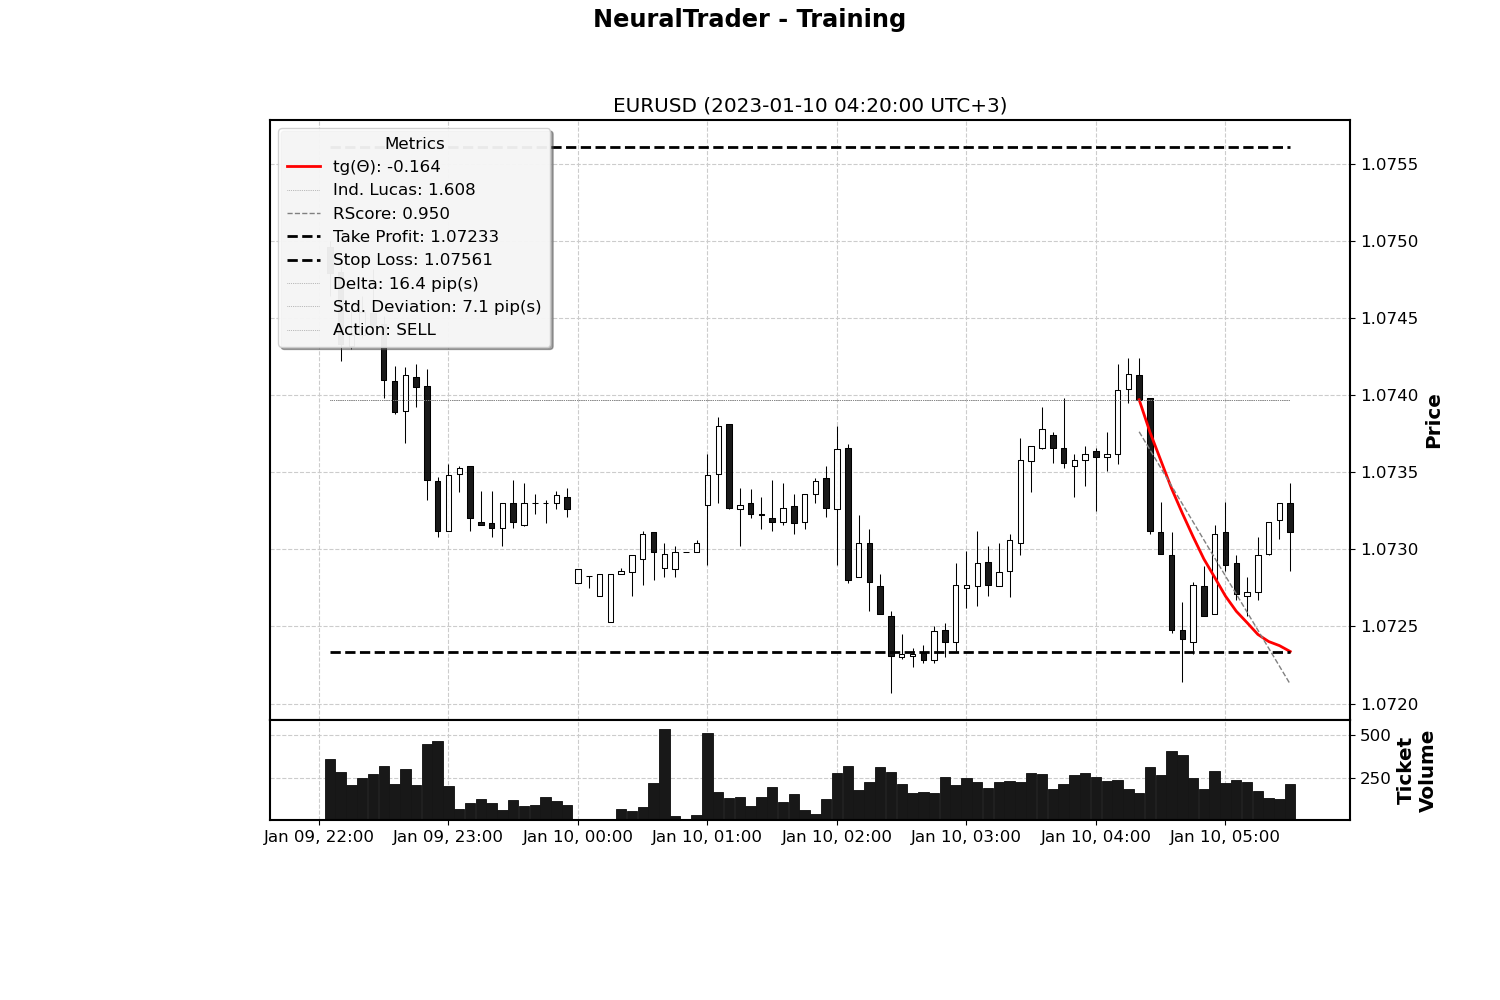 NeuralTrader - Training
EURUSD (2023-01-10 04:20:00 UTC+3)
Metrics
tg(Θ): -0.164
Ind. Lucas: 1.608
RScore: 0.950
Take Profit: 1.07233
Stop Loss: 1.07561
Delta: 16.4 pip(s)
Std. Deviation: 7.1 pip(s)
Action: SELL
1.0755
1.0750
1.0745
1.0740
1.0735
1.0730
1.0725
1.0720
Price
500
250
Ticket
Volume
Jan 09, 22:00
Jan 09, 23:00
Jan 10, 00:00
Jan 10, 01:00
Jan 10, 02:00
Jan 10, 03:00
Jan 10, 04:00
Jan 10, 05:00